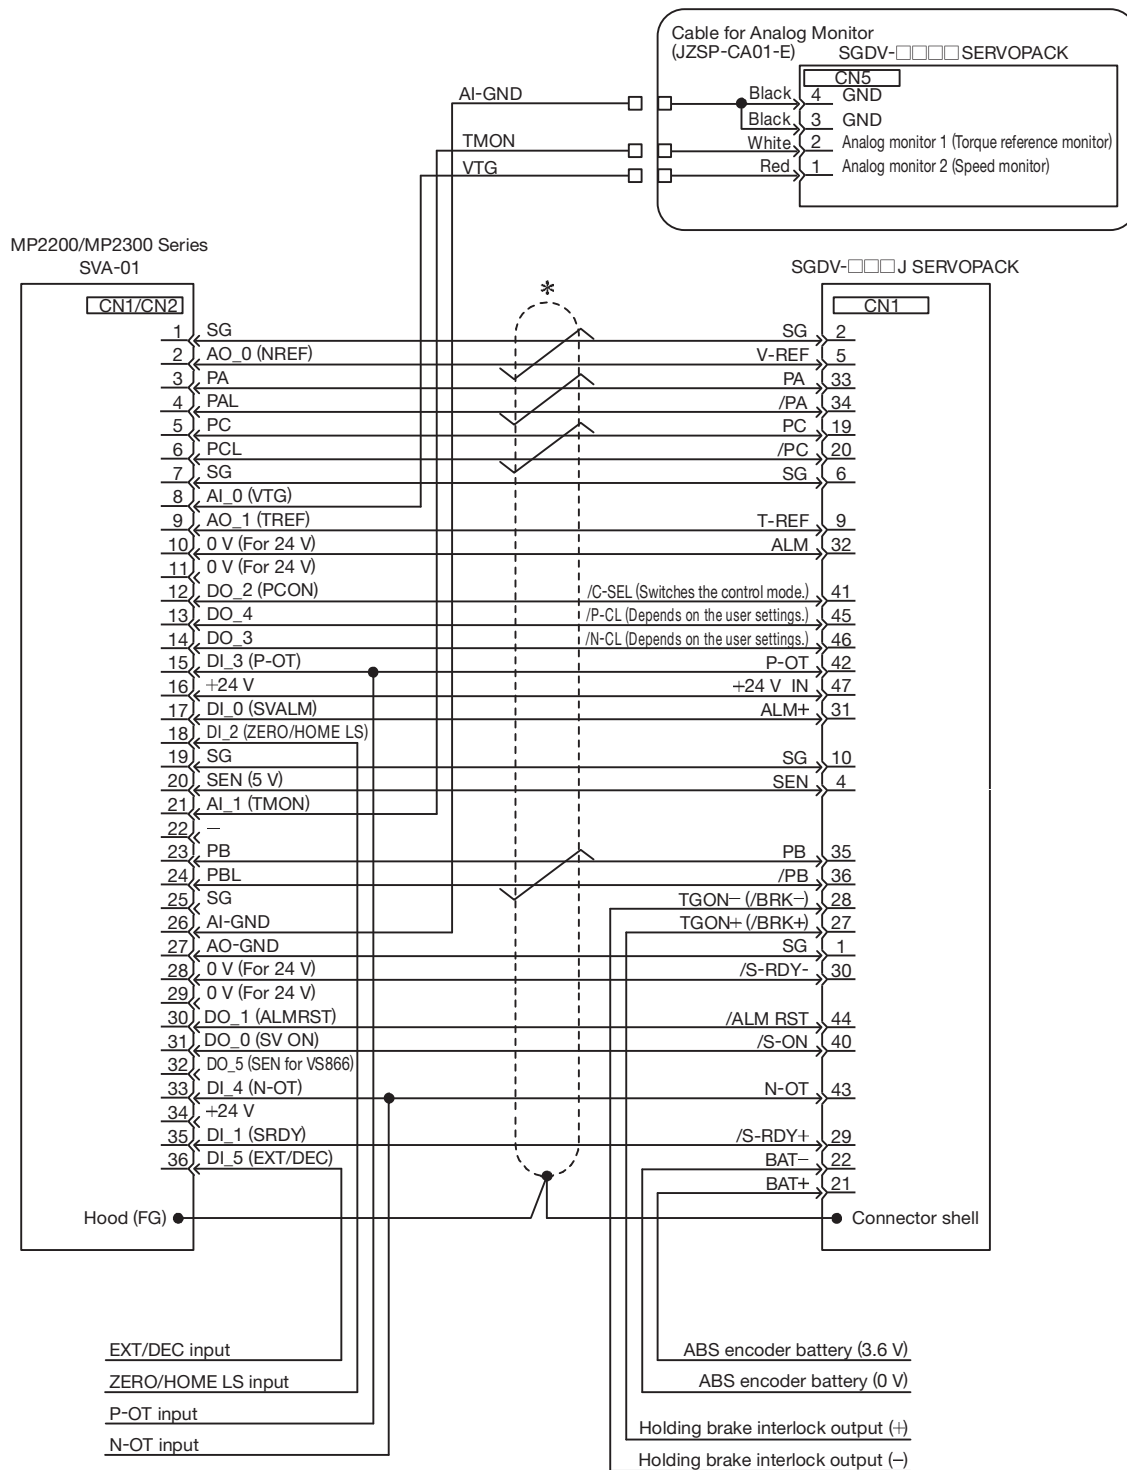 Cable for Analog Monitor
(JZSP-CA01-E) SGDV-□□□□ SERVOPACK
CN5
AI-GND Black 4 GND
Black 3 GND
TMON White 2 Analog monitor 1 (Torque reference monitor)
VTG Red 1 Analog monitor 2 (Speed monitor)
MP2200/MP2300 Series
SVA-01 SGDV-□□□J SERVOPACK
CN1/CN2 * CN1
1 SG SG 2
2 AO_0 (NREF) V-REF 5
3 PA PA 33
4 PAL /PA 34
5 PC PC 19
6 PCL /PC 20
7 SG SG 6
8 AI_0 (VTG)
9 AO_1 (TREF) T-REF 9
10 0 V (For 24 V) ALM 32
11 0 V (For 24 V)
12 DO_2 (PCON) /C-SEL (Switches the control mode.) 41
13 DO_4 /P-CL (Depends on the user settings.) 45
14 DO_3 /N-CL (Depends on the user settings.) 46
15 DI_3 (P-OT) P-OT 42
16 +24 V +24 V IN 47
17 DI_0 (SVALM) ALM+ 31
18 DI_2 (ZERO/HOME LS)
19 SG SG 10
20 SEN (5 V) SEN 4
21 AI_1 (TMON)
22 −
23 PB PB 35
24 PBL /PB 36
25 SG TGON− (/BRK−) 28
26 AI-GND TGON+ (/BRK+) 27
27 AO-GND SG 1
28 0 V (For 24 V) /S-RDY- 30
29 0 V (For 24 V)
30 DO_1 (ALMRST) /ALM RST 44
31 DO_0 (SV ON) /S-ON 40
32 DO_5 (SEN for VS866)
33 DI_4 (N-OT) N-OT 43
34 +24 V
35 DI_1 (SRDY) /S-RDY+ 29
36 DI_5 (EXT/DEC) BAT− 22
BAT+ 21
Hood (FG) Connector shell
EXT/DEC input ABS encoder battery (3.6 V)
ZERO/HOME LS input ABS encoder battery (0 V)
P-OT input Holding brake interlock output (+)
N-OT input Holding brake interlock output (−)